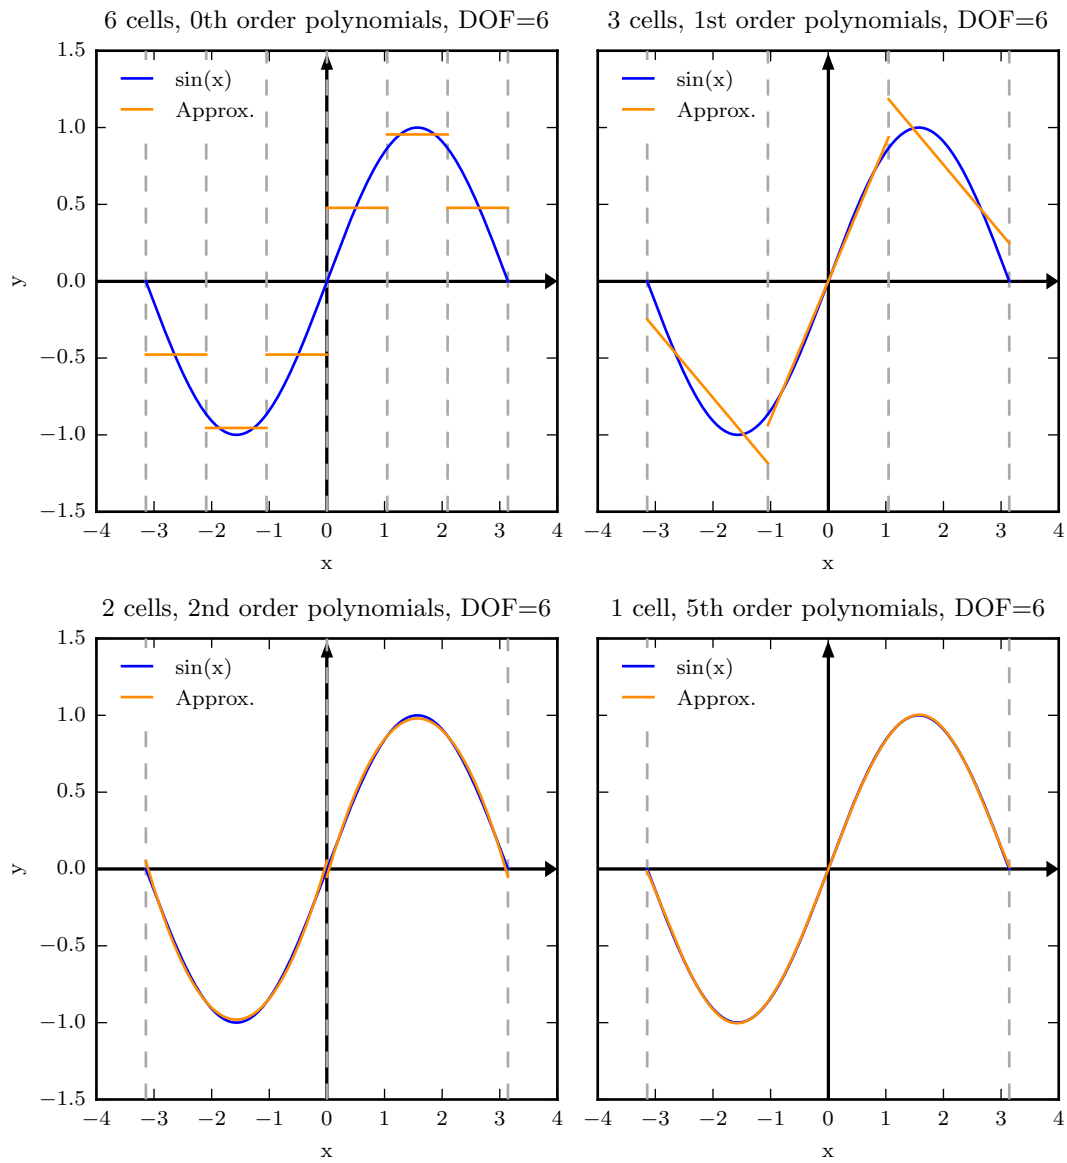 6 cells, 0th order polynomials, DOF=6
3 cells, 1st order polynomials, DOF=6
1.5
sin(x)
Approx.
1.0
0.5
0.0
−0.5
−1.0
−1.5
y
−4 −3 −2 −1 0 1 2 3 4
x
sin(x)
Approx.
−4 −3 −2 −1 0 1 2 3 4
x
2 cells, 2nd order polynomials, DOF=6
1 cell, 5th order polynomials, DOF=6
1.5
sin(x)
Approx.
1.0
0.5
0.0
−0.5
−1.0
−1.5
y
−4 −3 −2 −1 0 1 2 3 4
x
sin(x)
Approx.
−4 −3 −2 −1 0 1 2 3 4
x